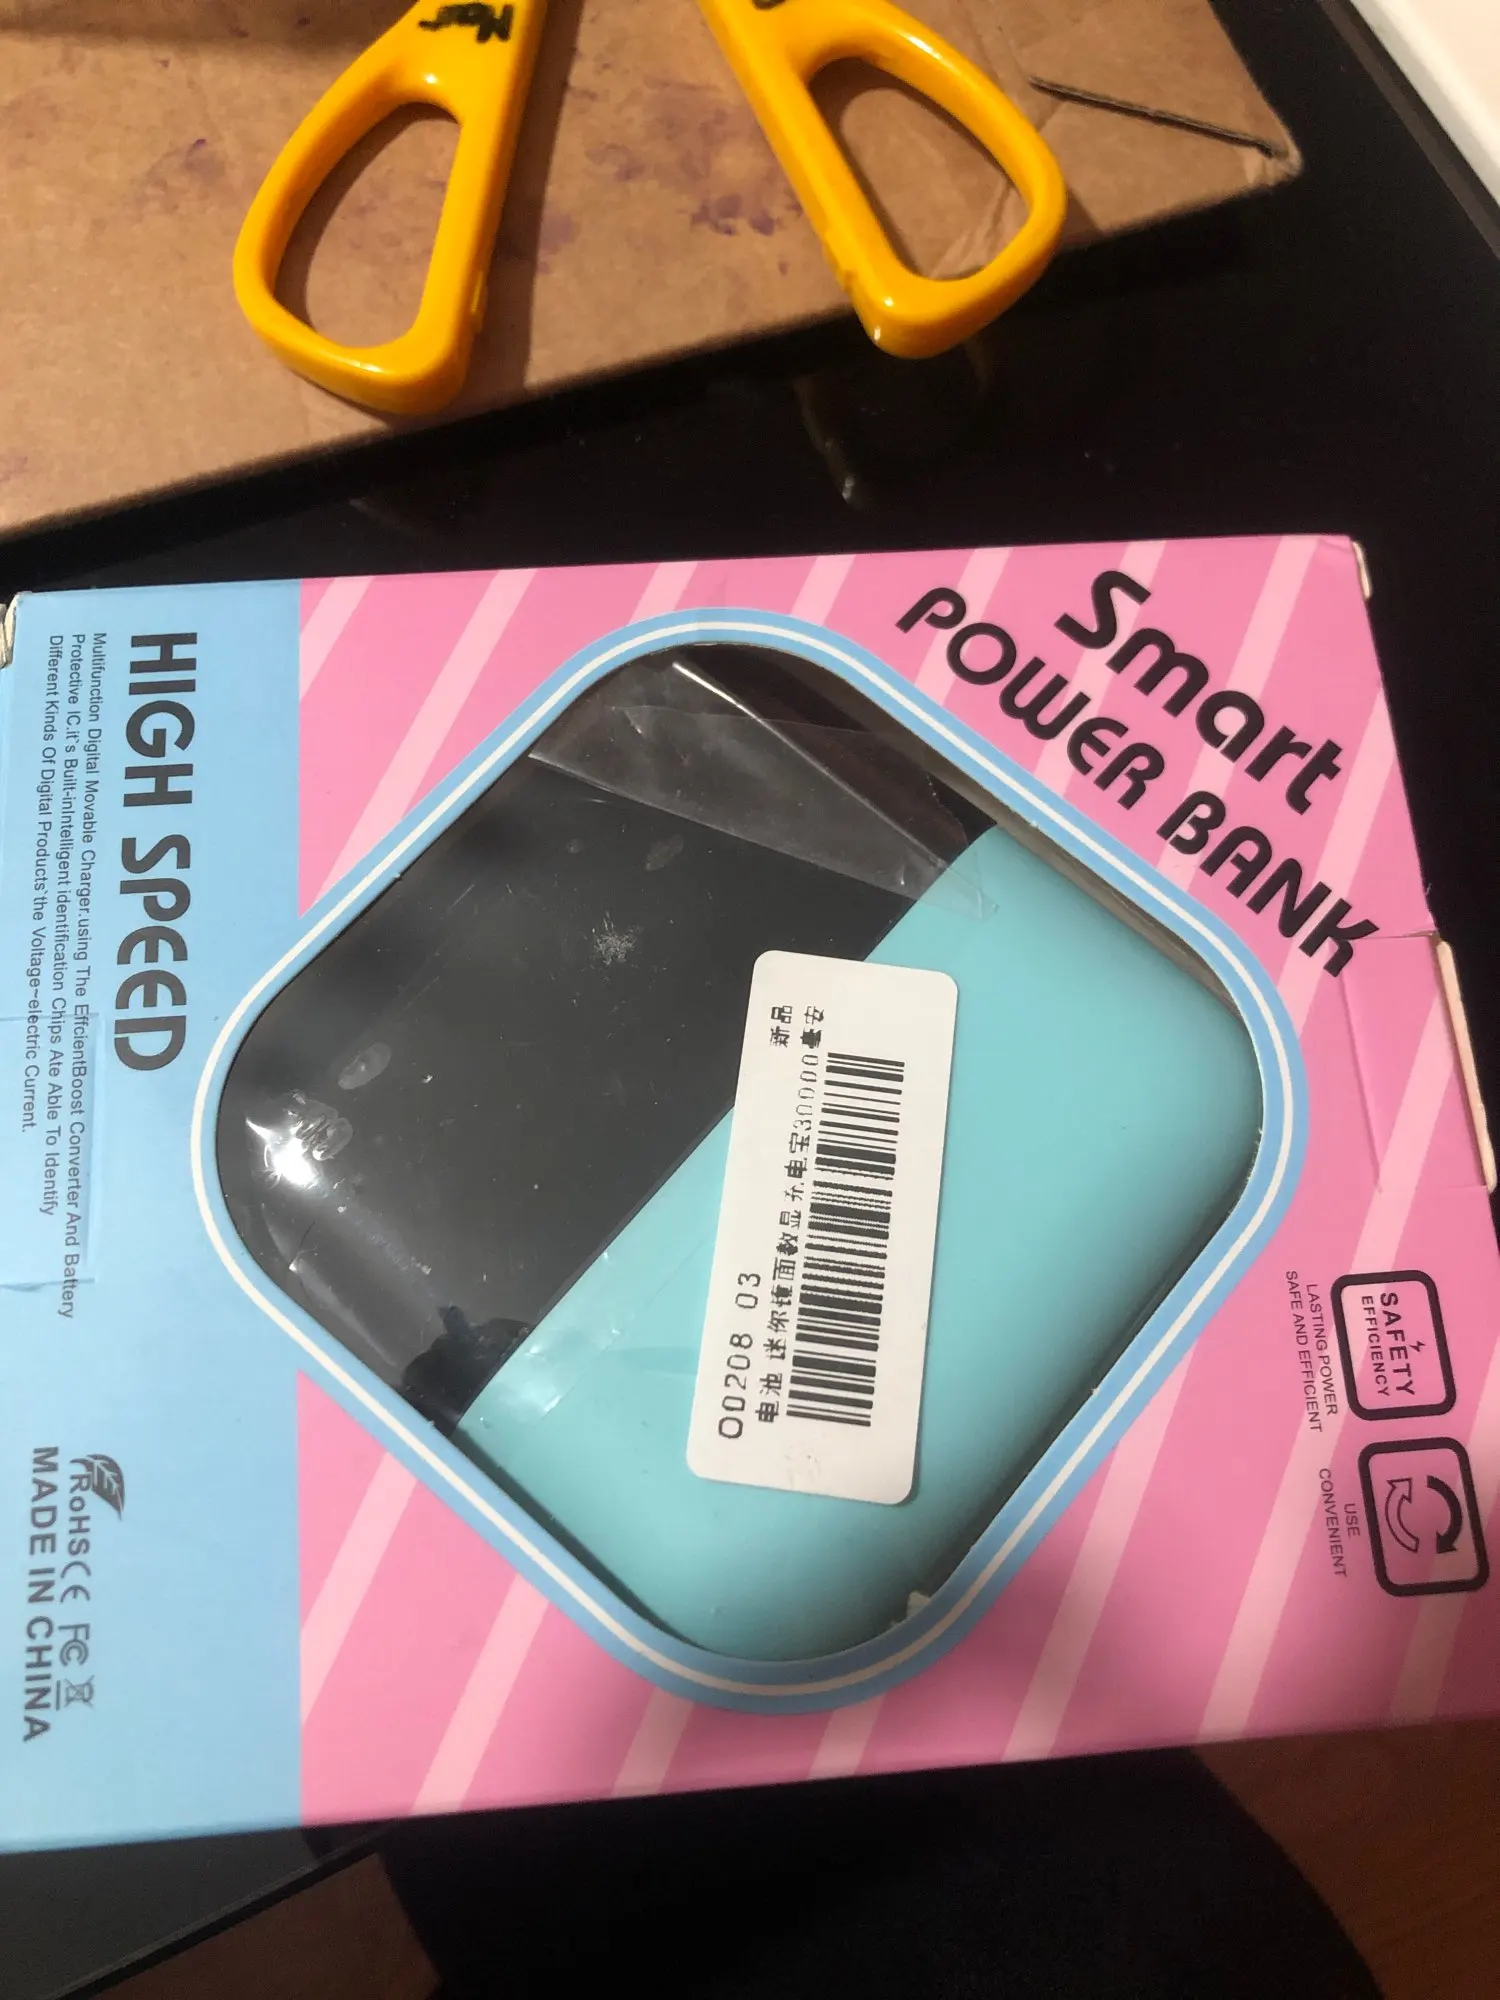 Smart
POWER BANK
HIGH SPEED
Multifunction Digital Movable Charger.using The EffcientBoost Converter And Battery
Protective IC.it's Built-inIntelligent identification Chips Ate Able To Identify
Different Kinds Of Digital Products'the Voltage~electric Current.
新品
电池 迷你镜面数显充电宝30000毫安
00208 03
SAFETY
EFFICIENCY
LASTING POWER
SAFE AND EFFICIENT
USE
CONVENIENT
RoHS CE FC
MADE IN CHINA